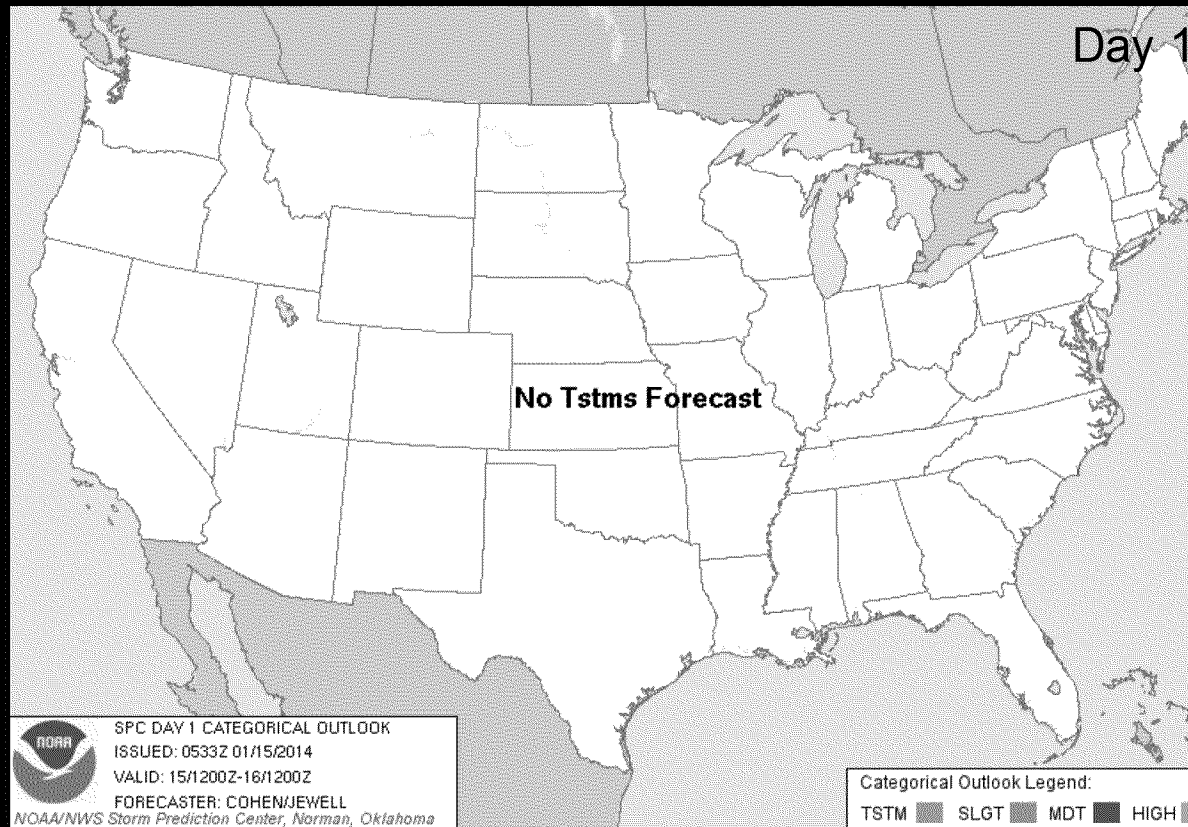 Day 1
No Tstms Forecast
NOAA
SPC DAY 1 CATEGORICAL OUTLOOK
ISSUED: 0533Z 01/15/2014
VALID: 15/1200Z-16/1200Z
FORECASTER: COHEN/JEWELL
NOAA/NWS Storm Prediction Center, Norman, Oklahoma
Categorical Outlook Legend:
TSTM SLGT MDT HIGH